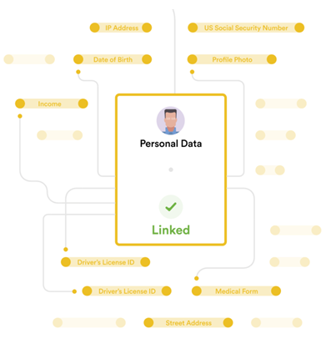 IP Address
US Social Security Number
Date of Birth
Profile Photo
Income
Personal Data
Linked
Driver's License ID
Driver's License ID
Medical Form
Street Address